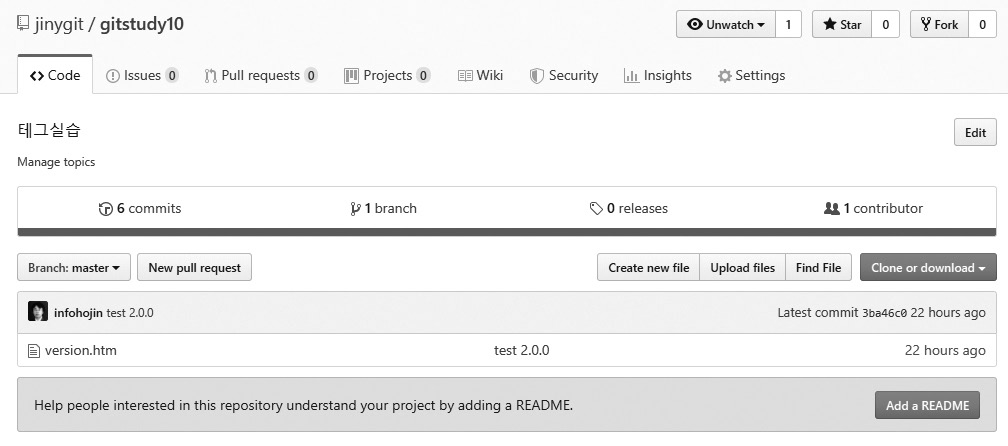 jinygit / gitstudy10 Unwatch 1 Star 0 Fork 0
Code Issues 0 Pull requests 0 Projects 0 Wiki Security Insights Settings
테그실습 Edit
Manage topics
6 commits 1 branch 0 releases 1 contributor
Branch: master New pull request Create new file Upload files Find File Clone or download
infohojin test 2.0.0 Latest commit 3ba46c0 22 hours ago
version.htm test 2.0.0 22 hours ago
Help people interested in this repository understand your project by adding a README. Add a README